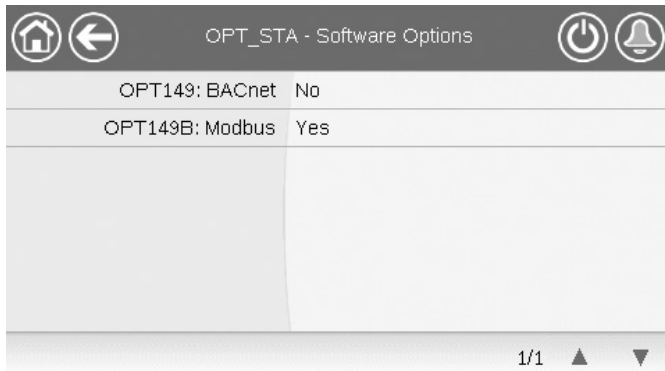 OPT_STA - Software Options
OPT149: BACnet No
OPT149B: Modbus Yes
1/1